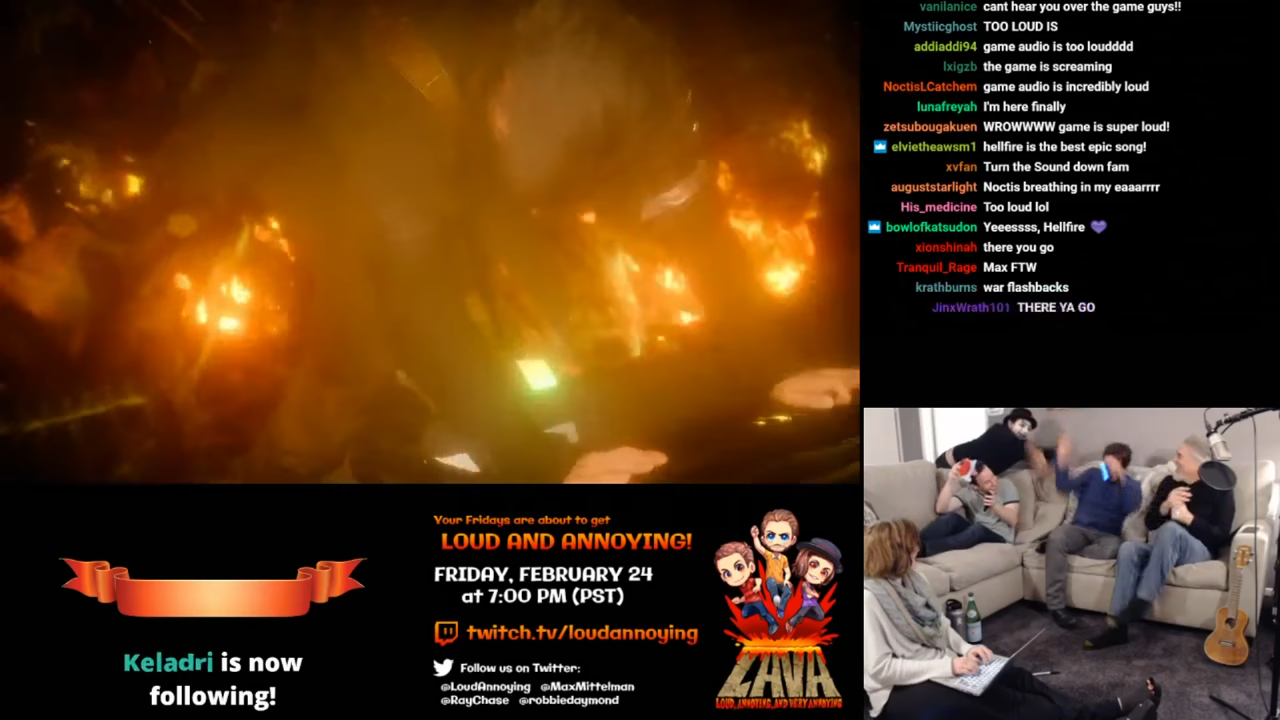 vanilanice cant hear you over the game guys!!
Mystiicghost TOO LOUD IS
addiaddi94 game audio is too loudddd
lxigzb the game is screaming
NoctisLCatchem game audio is incredibly loud
lunafreyah I'm here finally
zetsubougakuen WROWWWW game is super loud!
elvietheawsm1 hellfire is the best epic song!
xvfan Turn the Sound down fam
auguststarlight Noctis breathing in my eaaarrrr
His_medicine Too loud lol
bowlofkatsudon Yeeessss, Hellfire 💜
xionshinah there you go
Tranquil_Rage Max FTW
krathburns war flashbacks
JinxWrath101 THERE YA GO
Your Fridays are about to get
LOUD AND ANNOYING!
FRIDAY, FEBRUARY 24
at 7:00 PM (PST)
twitch.tv/loudannoying
Follow us on Twitter:
@LoudAnnoying @MaxMittelman
@RayChase @robbiedaymond
LAVA
LOUD, ANNOYING, AND VERY ANNOYING
Keladri is now
following!